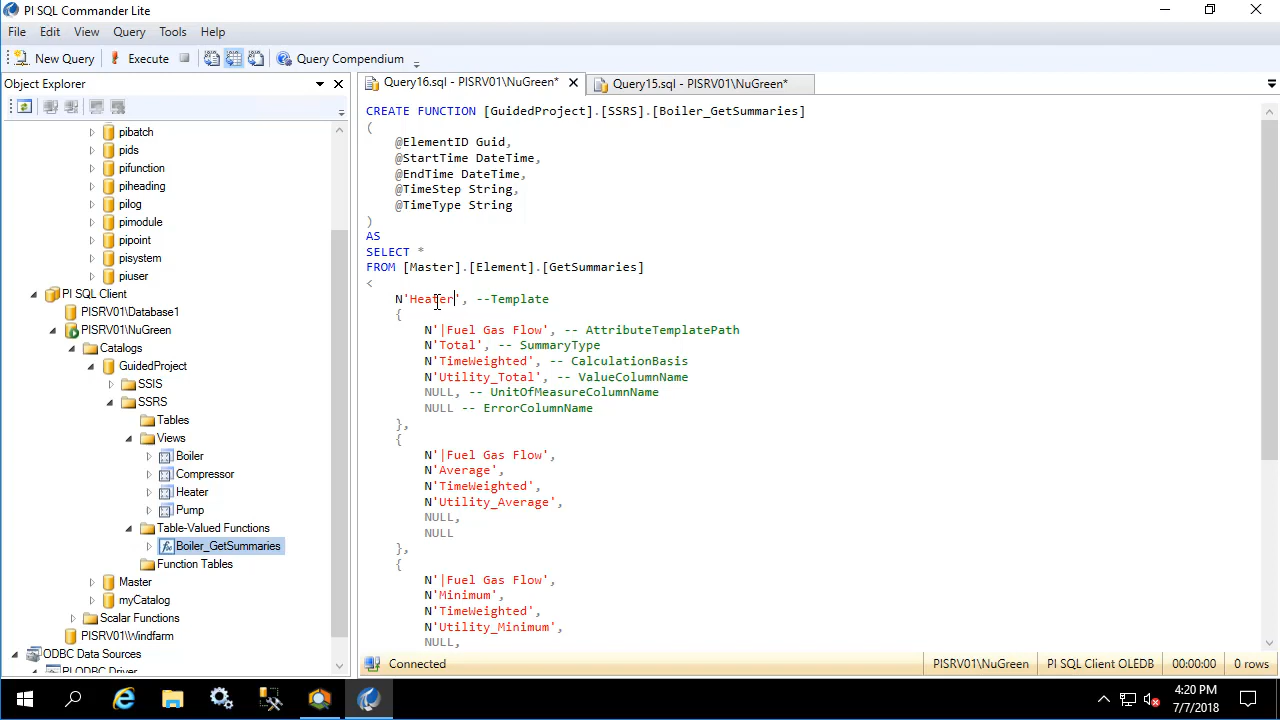 PI SQL Commander Lite
File Edit View Query Tools Help
New Query Execute Query Compendium
Object Explorer
pibatch
pids
pifunction
piheading
pilog
pimodule
pipoint
pisystem
piuser
PI SQL Client
PISRV01\Database1
PISRV01\NuGreen
Catalogs
GuidedProject
SSIS
SSRS
Tables
Views
Boiler
Compressor
Heater
Pump
Table-Valued Functions
Boiler_GetSummaries
Function Tables
Master
myCatalog
Scalar Functions
PISRV01\Windfarm
ODBC Data Sources
PI ODBC Driver
Query16.sql - PISRV01\NuGreen* Query15.sql - PISRV01\NuGreen*
CREATE FUNCTION [GuidedProject].[SSRS].[Boiler_GetSummaries]
(
@ElementID Guid,
@StartTime DateTime,
@EndTime DateTime,
@TimeStep String,
@TimeType String
)
AS
SELECT *
FROM [Master].[Element].[GetSummaries]
<
N'Heater', --Template
{
N'|Fuel Gas Flow', -- AttributeTemplatePath
N'Total', -- SummaryType
N'TimeWeighted', -- CalculationBasis
N'Utility_Total', -- ValueColumnName
NULL, -- UnitOfMeasureColumnName
NULL -- ErrorColumnName
},
{
N'|Fuel Gas Flow',
N'Average',
N'TimeWeighted',
N'Utility_Average',
NULL,
NULL
},
{
N'|Fuel Gas Flow',
N'Minimum',
N'TimeWeighted',
N'Utility_Minimum',
NULL,
Connected PISRV01\NuGreen PI SQL Client OLEDB 00:00:00 0 rows
4:20 PM
7/7/2018